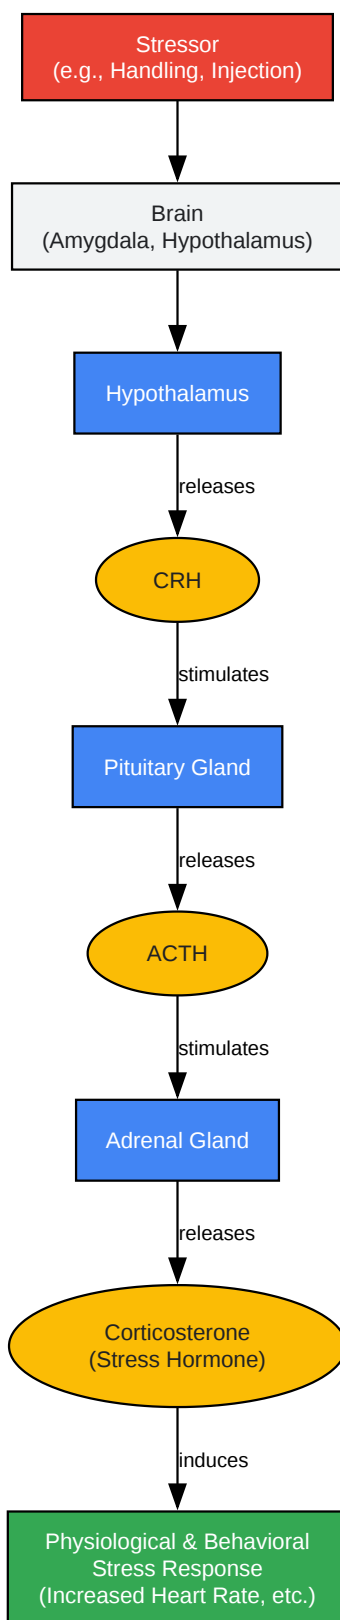 Stressor
(e.g., Handling, Injection)
Brain
(Amygdala, Hypothalamus)
Hypothalamus
releases
CRH
stimulates
Pituitary Gland
releases
ACTH
stimulates
Adrenal Gland
releases
Corticosterone
(Stress Hormone)
induces
Physiological & Behavioral
Stress Response
(Increased Heart Rate, etc.)